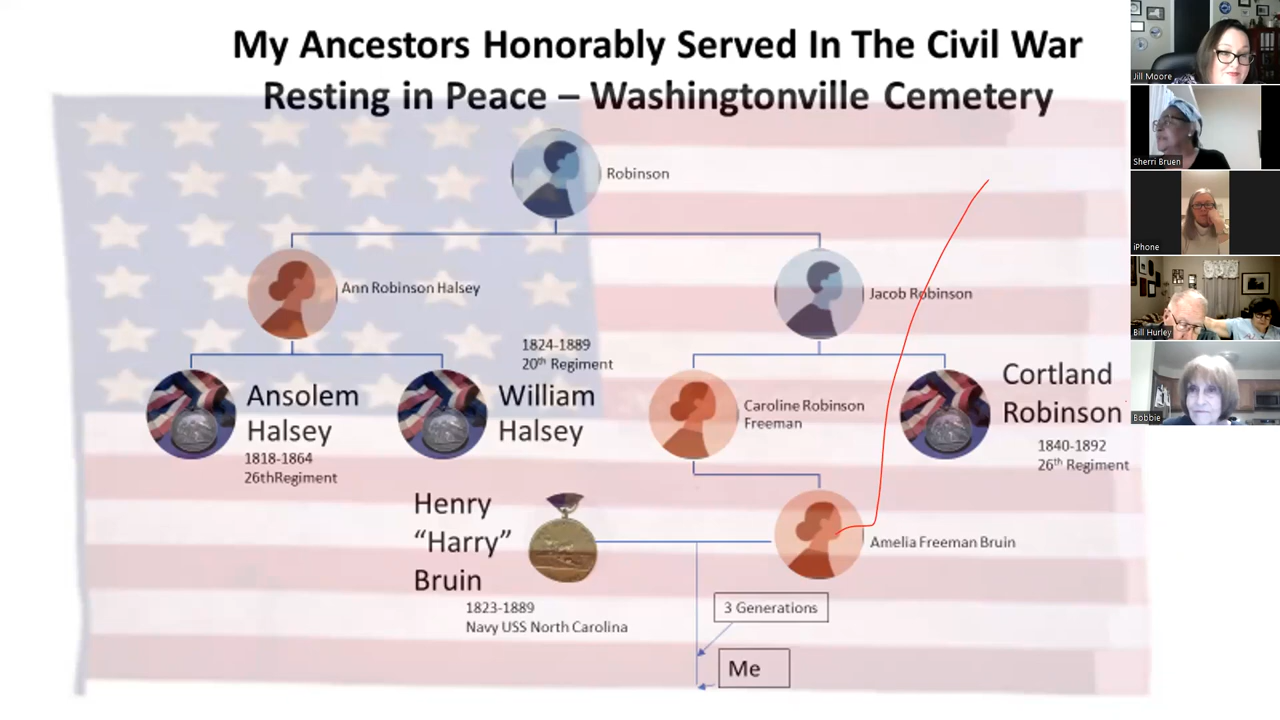 My Ancestors Honorably Served In The Civil War
Resting in Peace – Washingtonville Cemetery
Robinson
Ann Robinson Halsey
Jacob Robinson
1824-1889
20th Regiment
Ansolem
Halsey
1818-1864
26thRegiment
William
Halsey
Caroline Robinson
Freeman
Cortland
Robinson
1840-1892
26th Regiment
Henry
“Harry”
Bruin
1823-1889
Navy USS North Carolina
Amelia Freeman Bruin
3 Generations
Me
Jill Moore
Sherri Bruen
iPhone
Bill Hurley
Bobbie